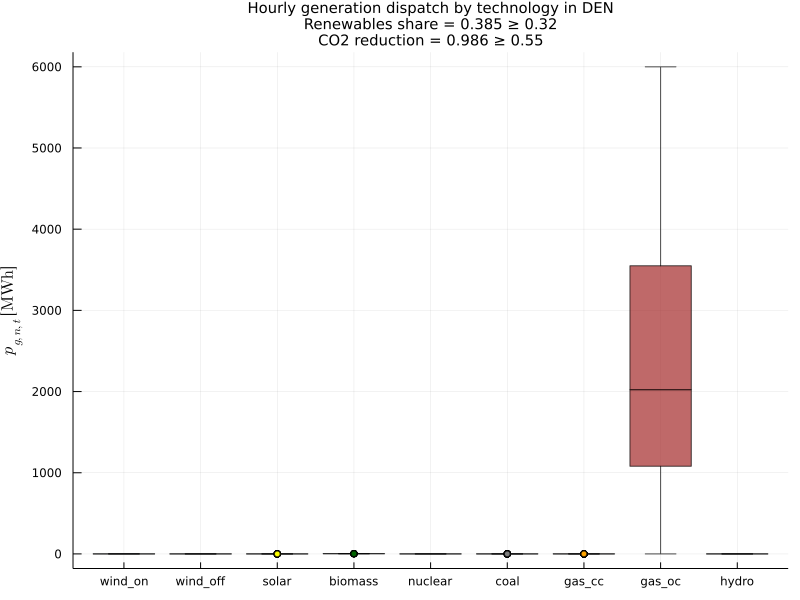 Hourly generation dispatch by technology in DEN
Renewables share = 0.385 ≥ 0.32
CO2 reduction = 0.986 ≥ 0.55
p_{g,n,t} [MWh]
6000
5000
4000
3000
2000
1000
0
wind_on wind_off solar biomass nuclear coal gas_cc gas_oc hydro